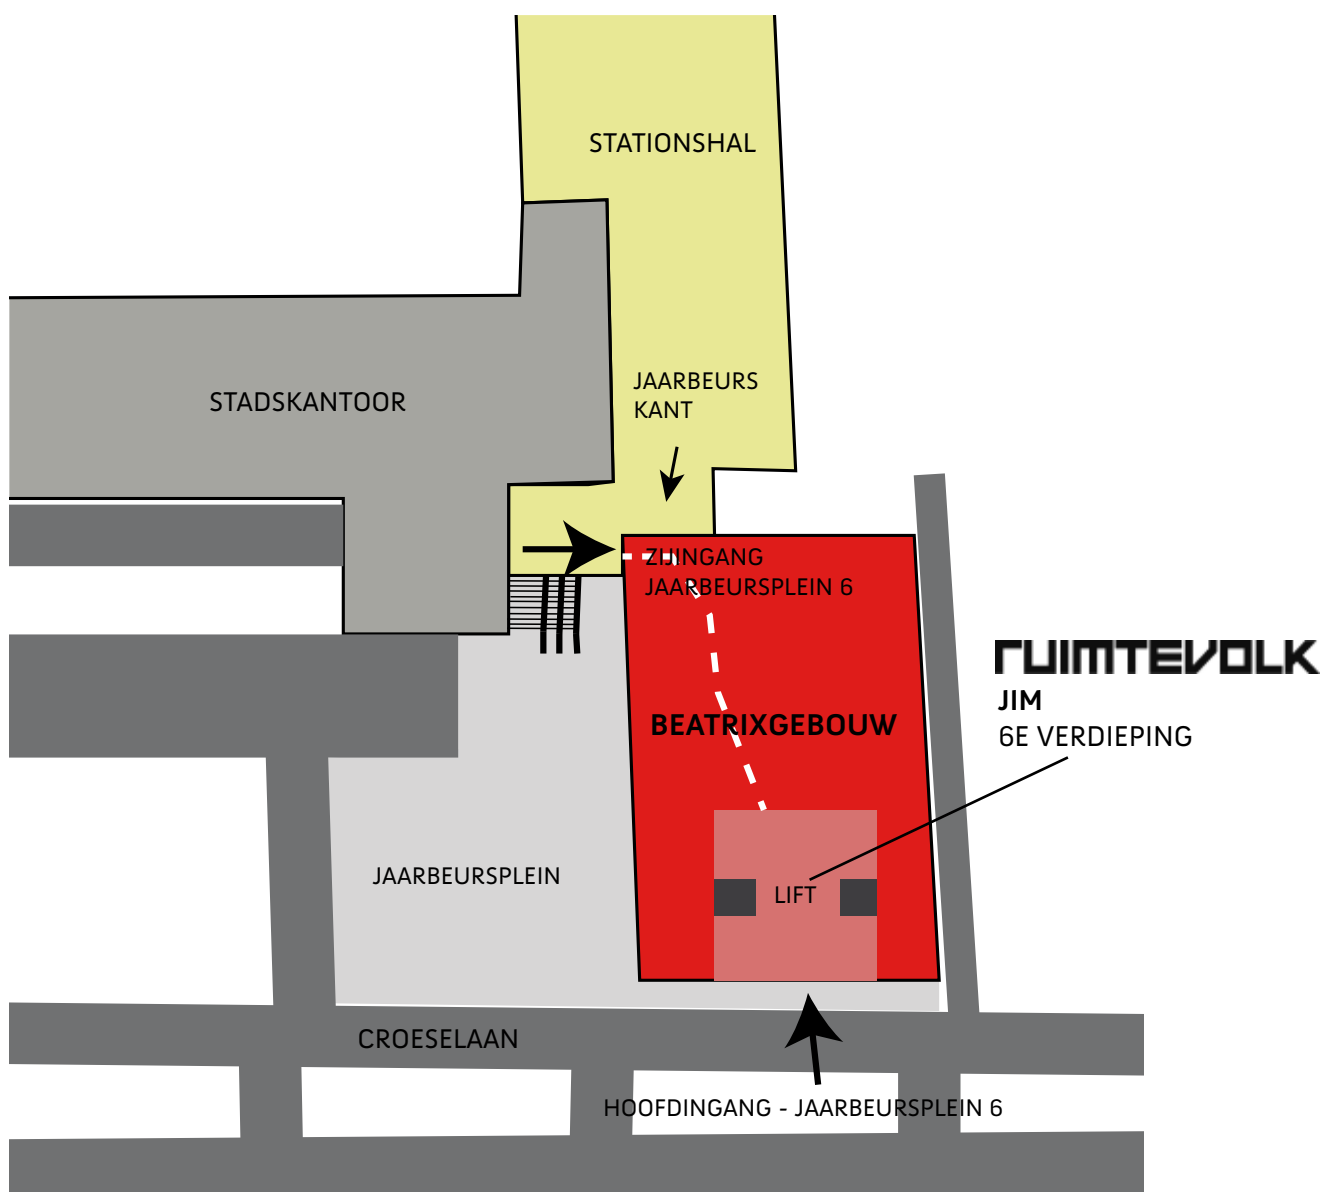 STATIONSHAL
JAARBEURS
KANT
STADSKANTOOR
ZIJINGANG
JAARBEURSPLEIN 6
RUIMTEVOLK
JIM
6E VERDIEPING
BEATRIXGEBOUW
JAARBEURSPLEIN
LIFT
CROESELAAN
HOOFDINGANG - JAARBEURSPLEIN 6